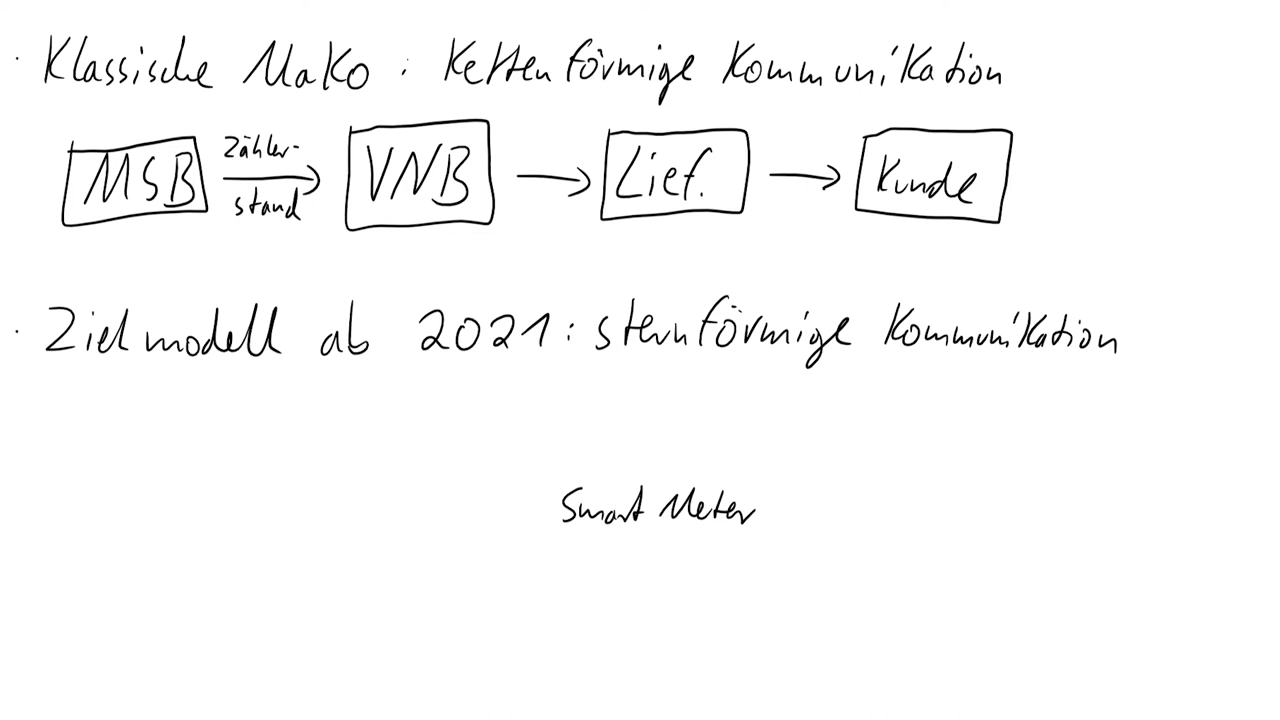 · Klassische MaKo : Kettenförmige Kommunikation
MSB Zähler-stand VNB Lief. Kunde
· Zielmodell ab 2021: sternförmige Kommunikation
Smart Meter